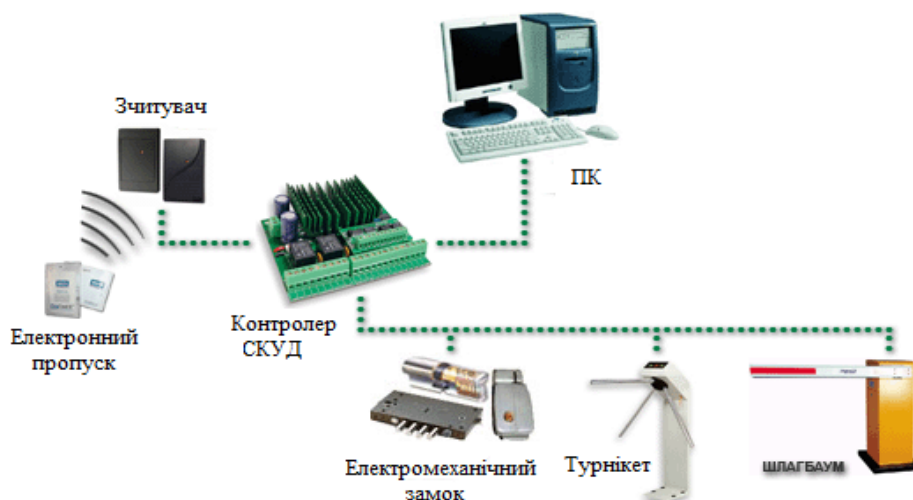 Зчитувач
ПК
Електронний
пропуск
Контролер
СКУД
Електромеханічний
замок
Турнікет
ШЛАГБАУМ